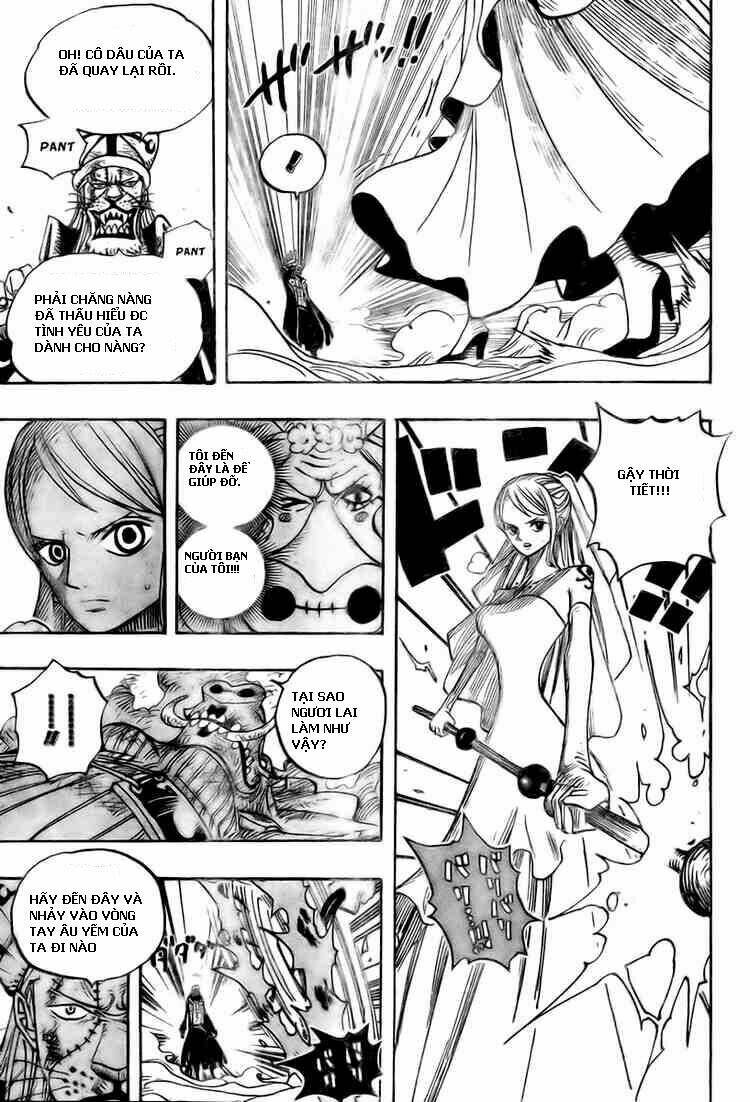 !!
OH! CÔ DÂU CỦA TA
ĐÃ QUAY LẠI RỒI.
PANT
PANT
PHẢI CHĂNG NÀNG
ĐÃ THẤU HIỂU ĐC
TÌNH YÊU CỦA TA
DÀNH CHO NÀNG?
GẬY THỜI
TIẾT!!!
TÔI ĐẾN
ĐÂY LÀ ĐỂ
GIÚP ĐỠ.
NGƯỜI BẠN
CỦA TÔI!!!
TẠI SAO
NGƯƠI LAI
LÀM NHƯ
VẬY?
HÃY ĐẾN ĐÂY VÀ
NHẢY VÀO VÒNG
TAY ÂU YẾM CỦA
TA ĐI NÀO